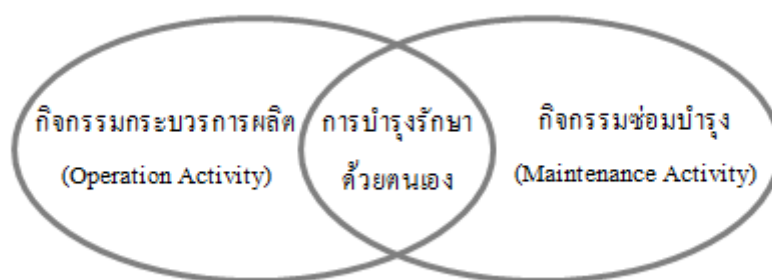 กิจกรรมกระบวรการผลิต
(Operation Activity)
การบำรุงรักษา
ด้วยตนเอง
กิจกรรมซ่อมบำรุง
(Maintenance Activity)